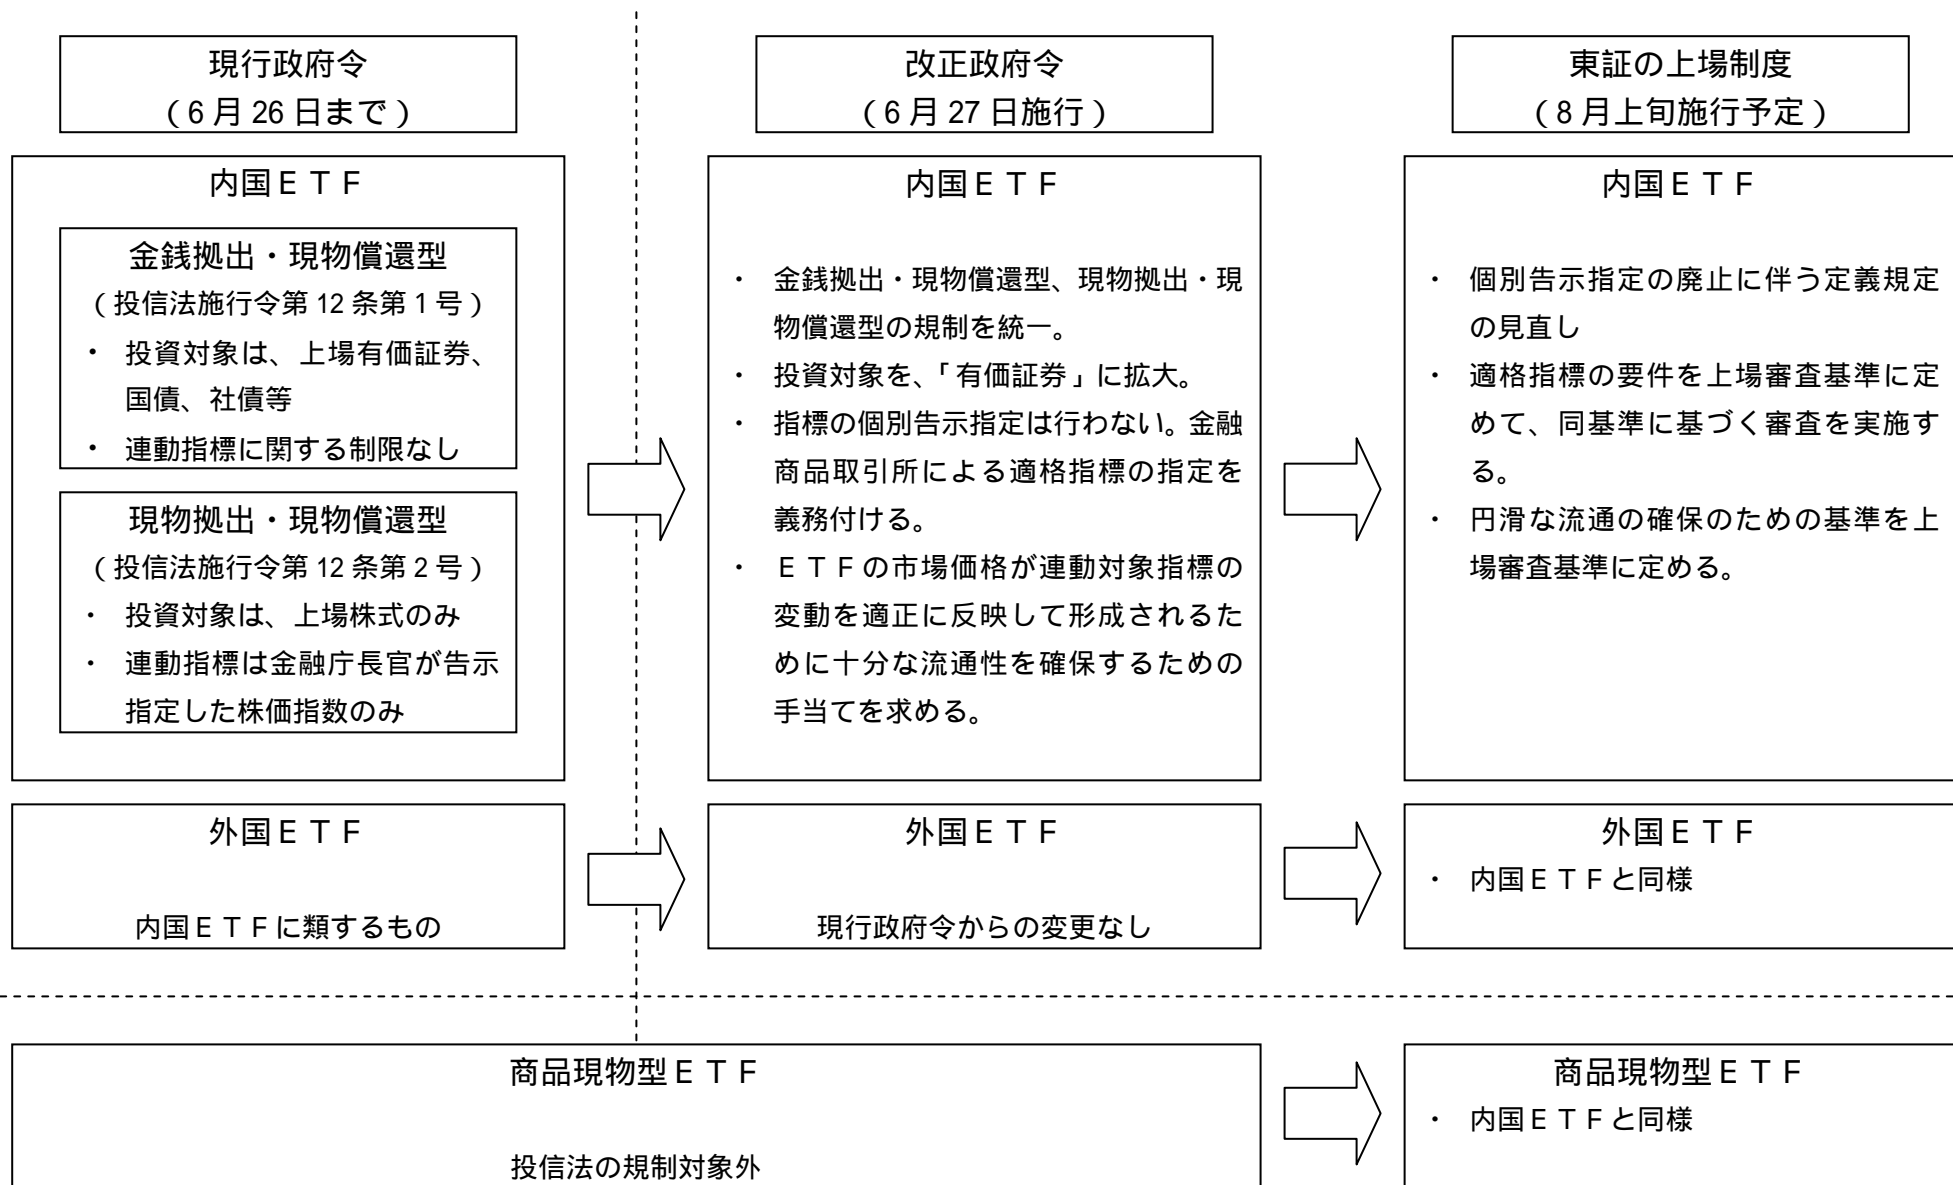 現行政府令
（6月26日まで）
改正政府令
（6月27日施行）
東証の上場制度
（8月上旬施行予定）
内国ＥＴＦ
金銭拠出・現物償還型
（投信法施行令第12条第1号）
・ 投資対象は、上場有価証券、
国債、社債等
・ 連動指標に関する制限なし
現物拠出・現物償還型
（投信法施行令第12条第2号）
・ 投資対象は、上場株式のみ
・ 連動指標は金融庁長官が告示
指定した株価指数のみ
内国ＥＴＦ
・ 金銭拠出・現物償還型、現物拠出・現
物償還型の規制を統一。
・ 投資対象を、「有価証券」に拡大。
・ 指標の個別告示指定は行わない。金融
商品取引所による適格指標の指定を
義務付ける。
・ ＥＴＦの市場価格が連動対象指標の
変動を適正に反映して形成されるた
めに十分な流通性を確保するための
手当てを求める。
内国ＥＴＦ
・ 個別告示指定の廃止に伴う定義規定
の見直し
・ 適格指標の要件を上場審査基準に定
めて、同基準に基づく審査を実施す
る。
・ 円滑な流通の確保のための基準を上
場審査基準に定める。
外国ＥＴＦ
内国ＥＴＦに類するもの
外国ＥＴＦ
現行政府令からの変更なし
外国ＥＴＦ
・ 内国ＥＴＦと同様
商品現物型ＥＴＦ
投信法の規制対象外
商品現物型ＥＴＦ
・ 内国ＥＴＦと同様